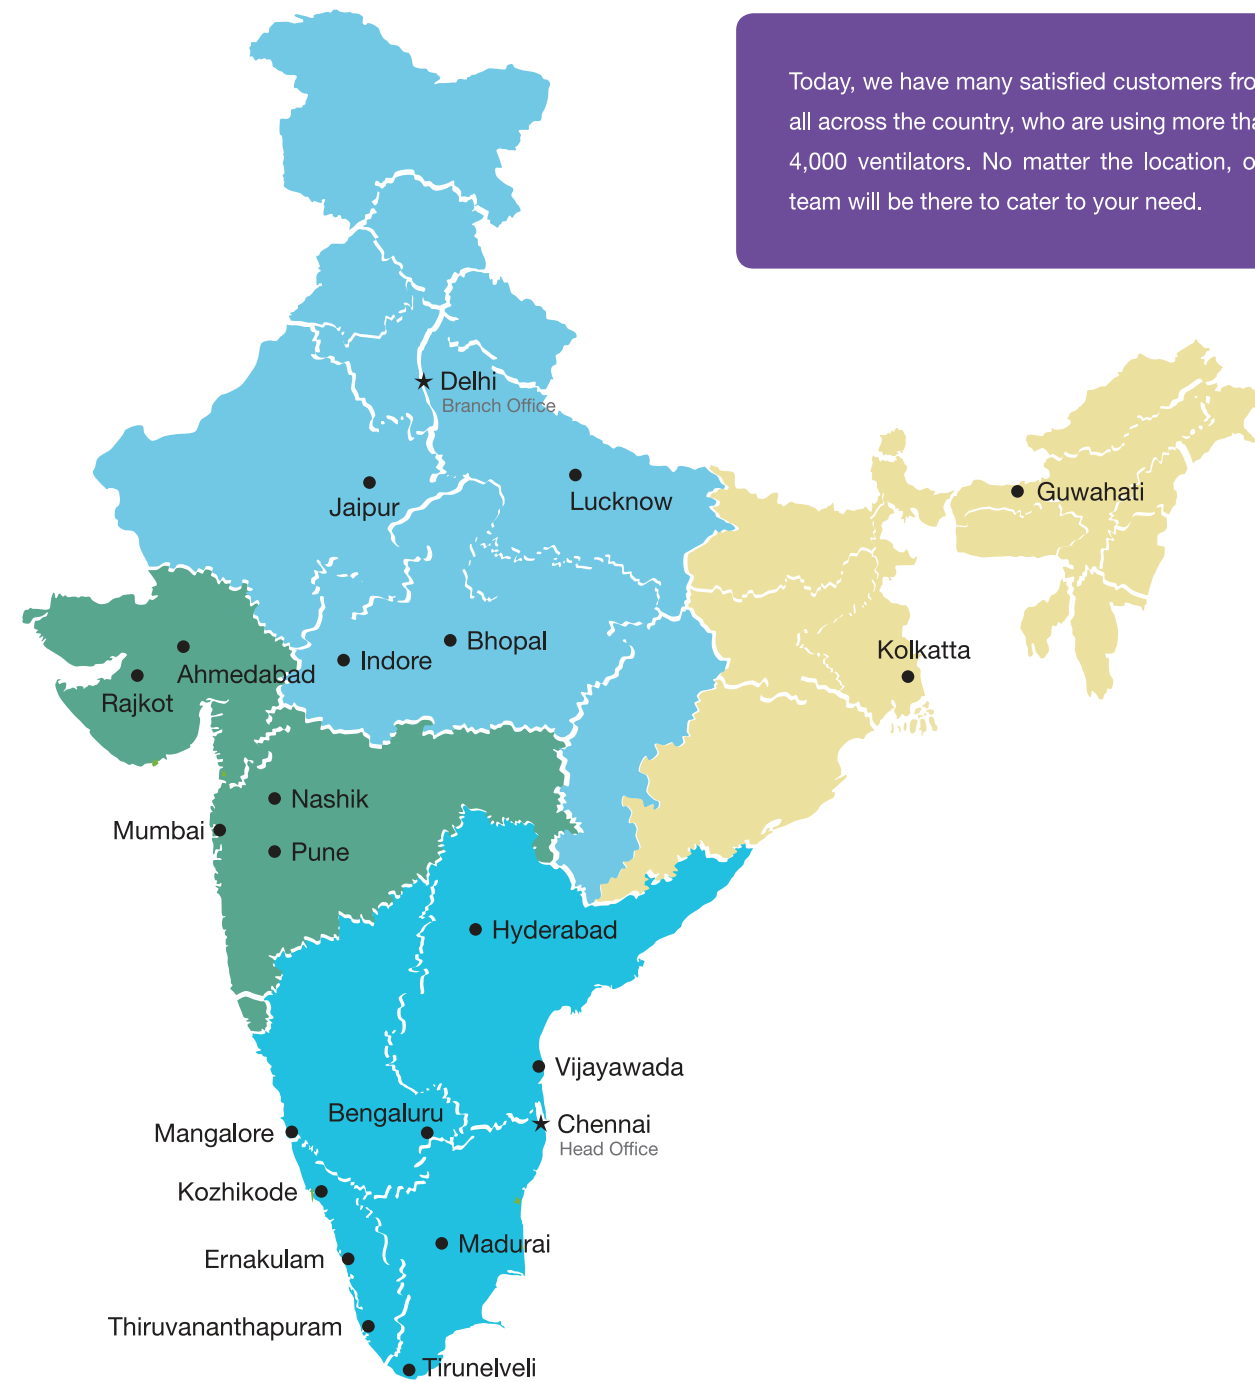 Today, we have many satisfied customers fro
all across the country, who are using more tha
4,000 ventilators. No matter the location, o
team will be there to cater to your need.
Delhi
Branch Office
Jaipur
Lucknow
Guwahati
Ahmedabad
Rajkot
Indore
Bhopal
Kolkatta
Nashik
Mumbai
Pune
Hyderabad
Vijayawada
Bengaluru
Chennai
Head Office
Mangalore
Kozhikode
Madurai
Ernakulam
Thiruvananthapuram
Tirunelveli